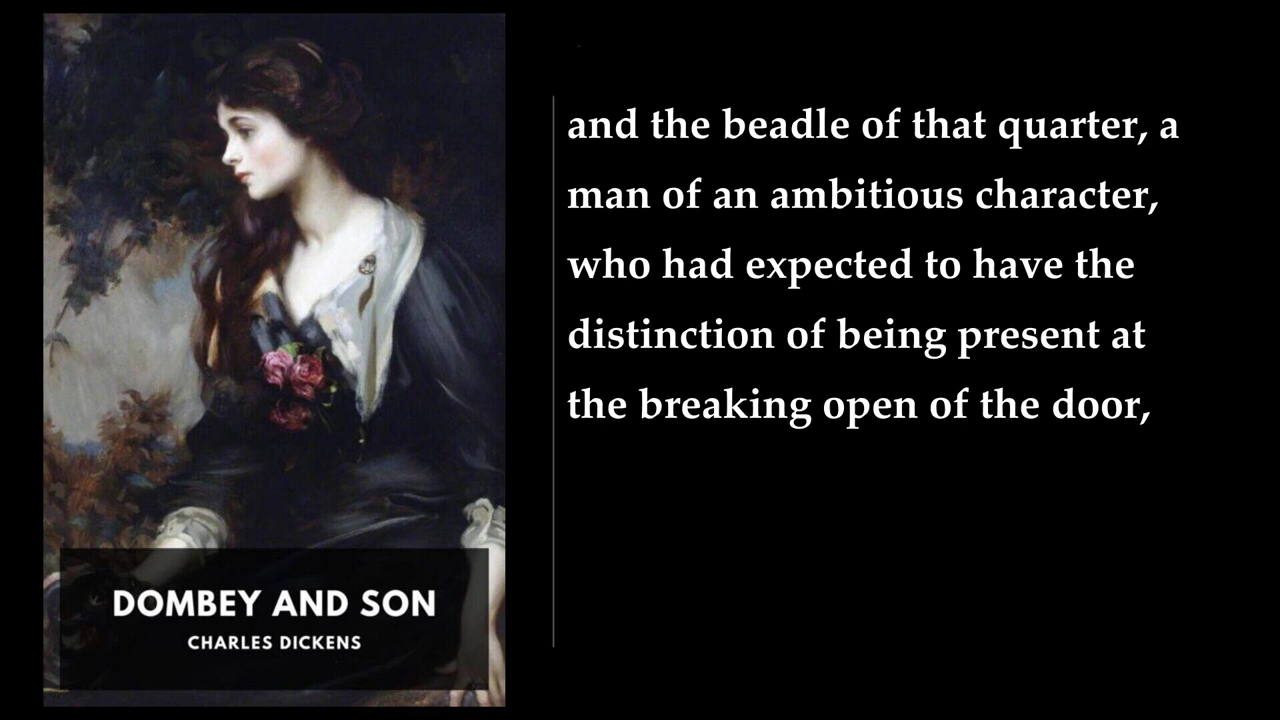 DOMBEY AND SON
CHARLES DICKENS
and the beadle of that quarter, a
man of an ambitious character,
who had expected to have the
distinction of being present at
the breaking open of the door,